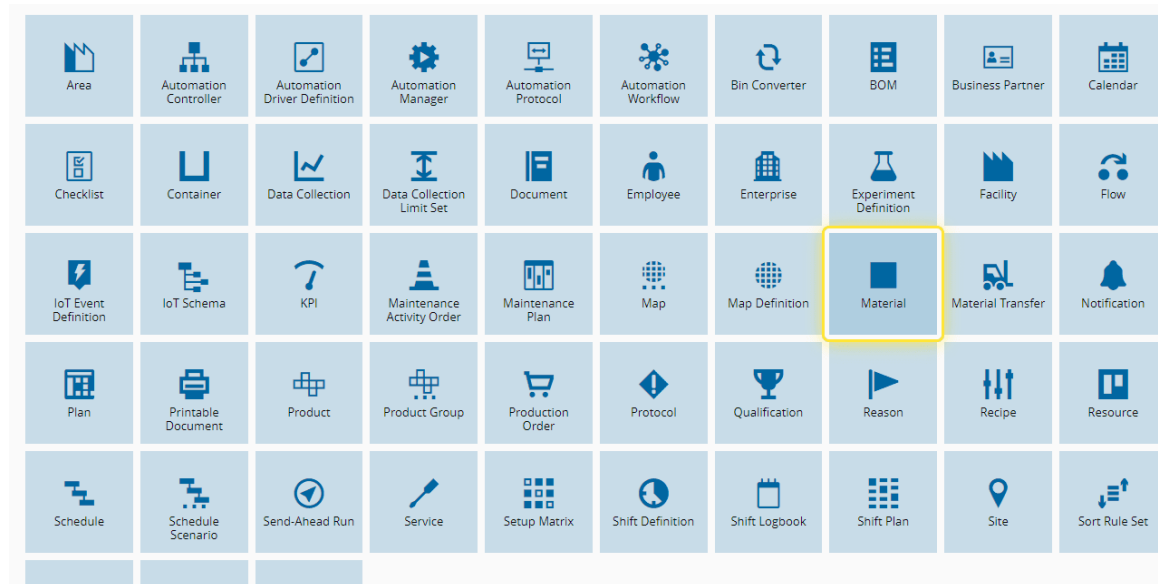 Area
Automation
Controller
Automation
Driver Definition
Automation
Manager
Automation
Protocol
Automation
Workflow
Bin Converter
BOM
Business Partner
Calendar
Checklist
Container
Data Collection
Data Collection
Limit Set
Document
Employee
Enterprise
Experiment
Definition
Facility
Flow
IoT Event
Definition
IoT Schema
KPI
Maintenance
Activity Order
Maintenance
Plan
Map
Map Definition
Material
Material Transfer
Notification
Plan
Printable
Document
Product
Product Group
Production
Order
Protocol
Qualification
Reason
Recipe
Resource
Schedule
Schedule
Scenario
Send-Ahead Run
Service
Setup Matrix
Shift Definition
Shift Logbook
Shift Plan
Site
Sort Rule Set